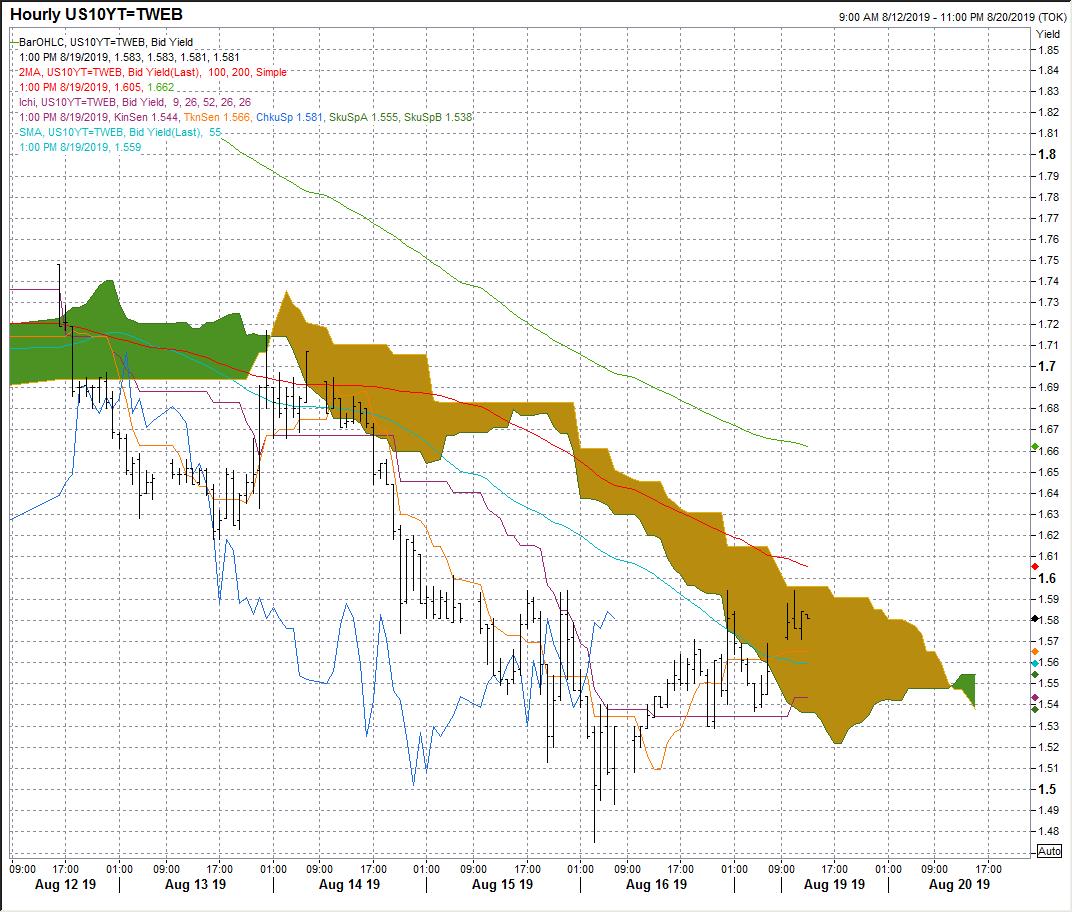 Hourly US10YT=TWEB
9:00 AM 8/12/2019 - 11:00 PM 8/20/2019 (TOK)
Yield
BarOHLC, US10YT=TWEB, Bid Yield
1:00 PM 8/19/2019, 1.583, 1.583, 1.581, 1.581
2MA, US10YT=TWEB, Bid Yield(Last), 100, 200, Simple
1:00 PM 8/19/2019, 1.605, 1.662
Ichi, US10YT=TWEB, Bid Yield, 9, 26, 52, 26, 26
1:00 PM 8/19/2019, KinSen 1.544, TknSen 1.566, ChkuSp 1.581, SkuSpA 1.555, SkuSpB 1.538
SMA, US10YT=TWEB, Bid Yield(Last), 55
1:00 PM 8/19/2019, 1.559
1.85
1.84
1.83
1.82
1.81
1.8
1.79
1.78
1.77
1.76
1.75
1.74
1.73
1.72
1.71
1.7
1.69
1.68
1.67
1.66
1.65
1.64
1.63
1.62
1.61
1.6
1.59
1.58
1.57
1.56
1.55
1.54
1.53
1.52
1.51
1.5
1.49
1.48
Auto
09:00 17:00 01:00 09:00 17:00 01:00 09:00 17:00 01:00 09:00 17:00 01:00 09:00 17:00 01:00 09:00 17:00 01:00 09:00 17:00
Aug 12 19 Aug 13 19 Aug 14 19 Aug 15 19 Aug 16 19 Aug 19 19 Aug 20 19